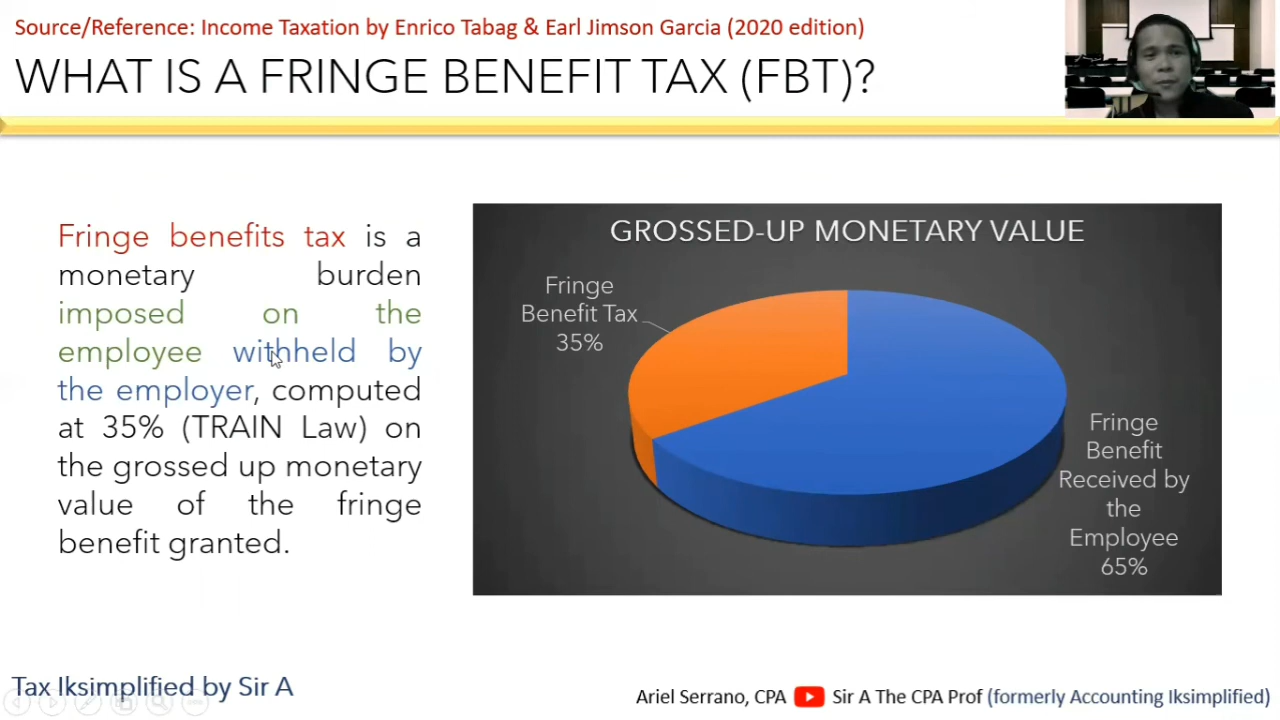 Source/Reference: Income Taxation by Enrico Tabag & Earl Jimson Garcia (2020 edition)
WHAT IS A FRINGE BENEFIT TAX (FBT)?
Fringe benefits tax is a
monetary burden
imposed on the
employee withheld by
the employer, computed
at 35% (TRAIN Law) on
the grossed up monetary
value of the fringe
benefit granted.
GROSSED-UP MONETARY VALUE
Fringe
Benefit Tax
35%
Fringe
Benefit
Received by
the
Employee
65%
Tax Iksimplified by Sir A
Ariel Serrano, CPA Sir A The CPA Prof (formerly Accounting Iksimplified)